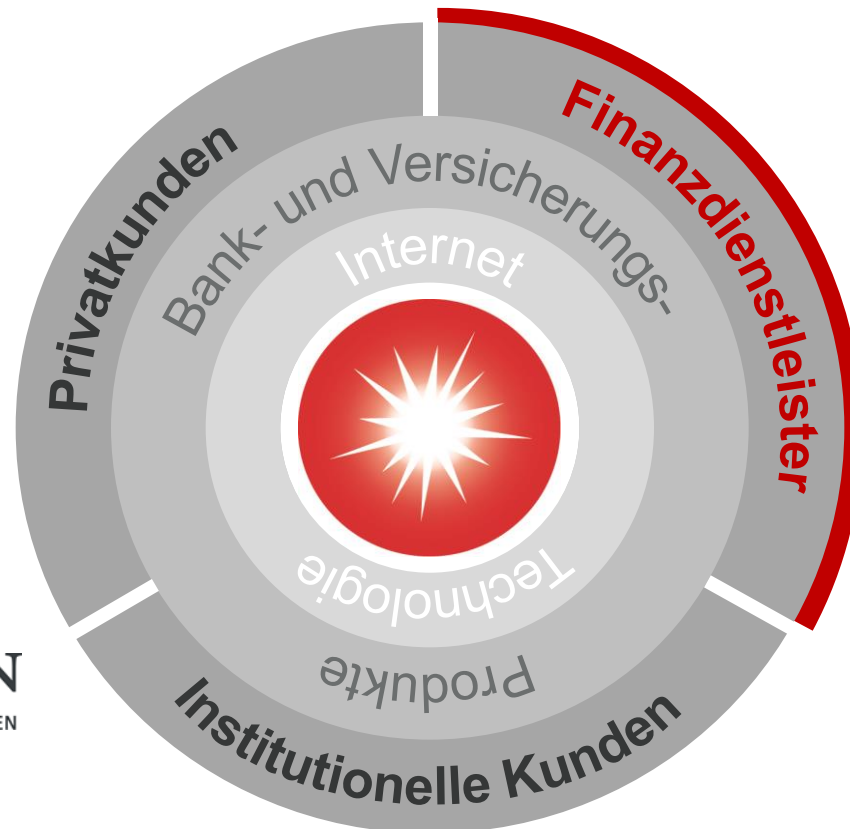 Privatkunden
Finanzdienstleister
Bank- und Versicherungs-
Internet
Technologie
Produkte
Institutionelle Kunden